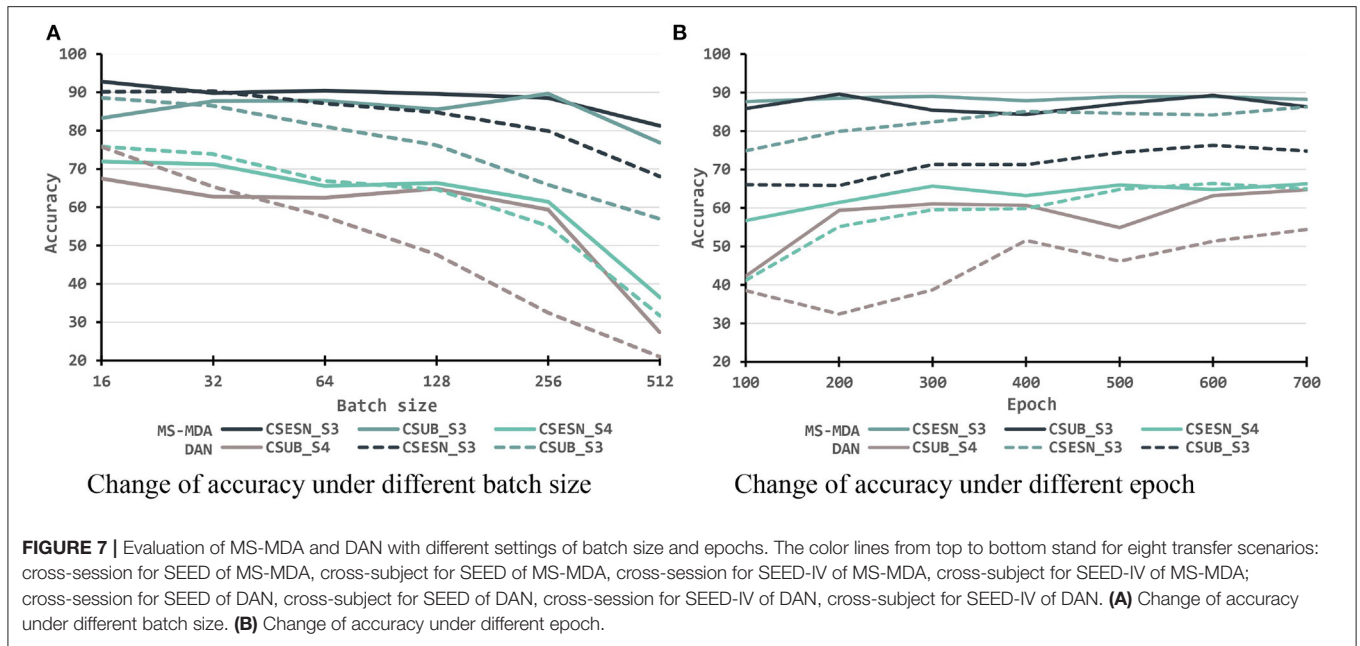 A
100
90
80
70
60
50
40
30
20
Accuracy
16 32 64 128 256 512
Batch size
MS-MDA CSESN_S3 CSUB_S3 CSESN_S4
DAN CSUB_S4 CSESN_S3 CSUB_S3
Change of accuracy under different batch size
B
100
90
80
70
60
50
40
30
20
Accuracy
100 200 300 400 500 600 700
Epoch
MS-MDA CSESN_S3 CSUB_S3 CSESN_S4
DAN CSUB_S4 CSESN_S3 CSUB_S3
Change of accuracy under different epoch
FIGURE 7 | Evaluation of MS-MDA and DAN with different settings of batch size and epochs. The color lines from top to bottom stand for eight transfer scenarios:
cross-session for SEED of MS-MDA, cross-subject for SEED of MS-MDA, cross-session for SEED-IV of MS-MDA, cross-subject for SEED-IV of MS-MDA;
cross-session for SEED of DAN, cross-subject for SEED of DAN, cross-session for SEED-IV of DAN, cross-subject for SEED-IV of DAN. (A) Change of accuracy
under different batch size. (B) Change of accuracy under different epoch.